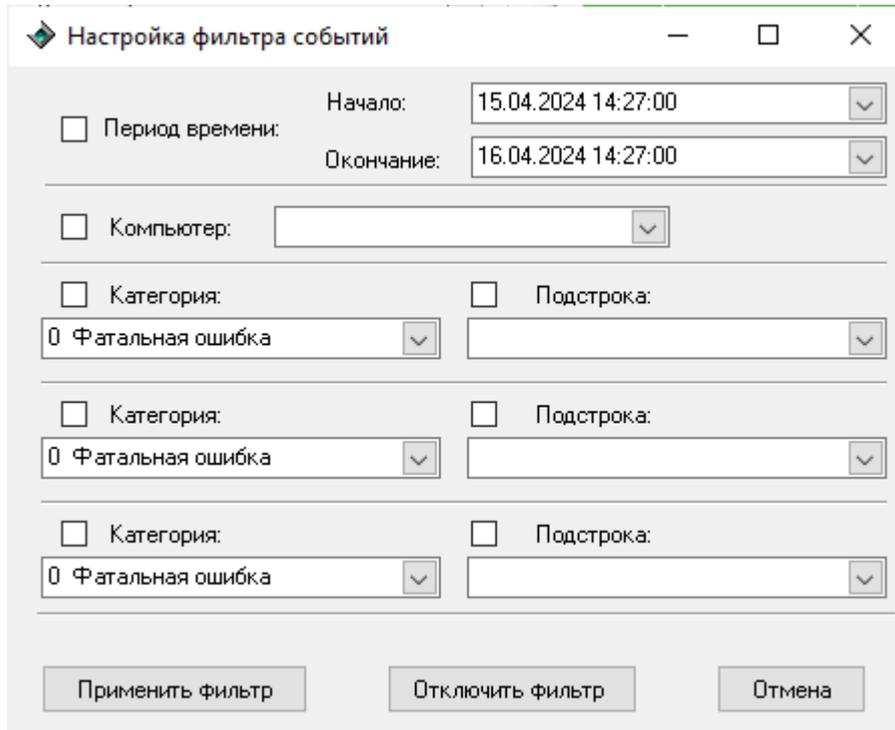 Настройка фильтра событий
Начало:
15.04.2024 14:27:00
Период времени:
Окончание:
16.04.2024 14:27:00
Компьютер:
Категория:
Подстрока:
0 Фатальная ошибка
Категория:
Подстрока:
0 Фатальная ошибка
Категория:
Подстрока:
0 Фатальная ошибка
Применить фильтр
Отключить фильтр
Отмена